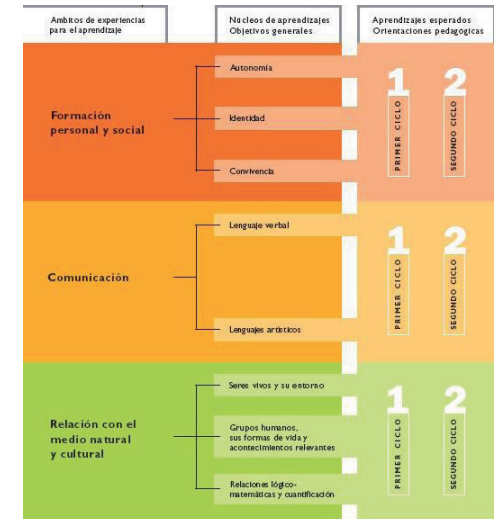 Ambitos de experiencias
para el aprendizaje
Núcleos de aprendizajes
Objetivos generales
Aprendizajes esperados
Orientaciones pedagógicas
Formación
personal y social
Autonomía
Identidad
Convivencia
1
PRIMER CICLO
2
SEGUNDO CICLO
Comunicación
Lenguaje verbal
Lenguajes artísticos
1
PRIMER CICLO
2
SEGUNDO CICLO
Relación con el
medio natural
y cultural
Seres vivos y su entorno
Grupos humanos,
sus formas de vida y
acontecimientos relevantes
Relaciones lógico-
matemáticas y cuantificación
1
PRIMER CICLO
2
SEGUNDO CICLO